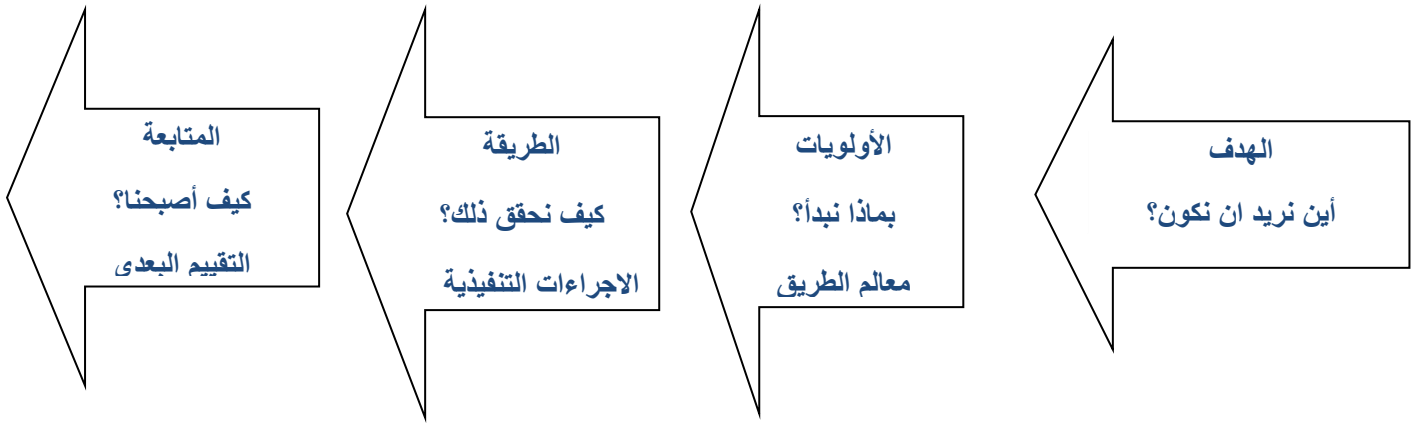 الهدف
أين نريد ان نكون؟
الأولويات
بماذا نبدأ؟
معالم الطريق
الطريقة
كيف نحقق ذلك؟
الاجراءات التنفيذية
المتابعة
كيف أصبحنا؟
التقييم البعدي